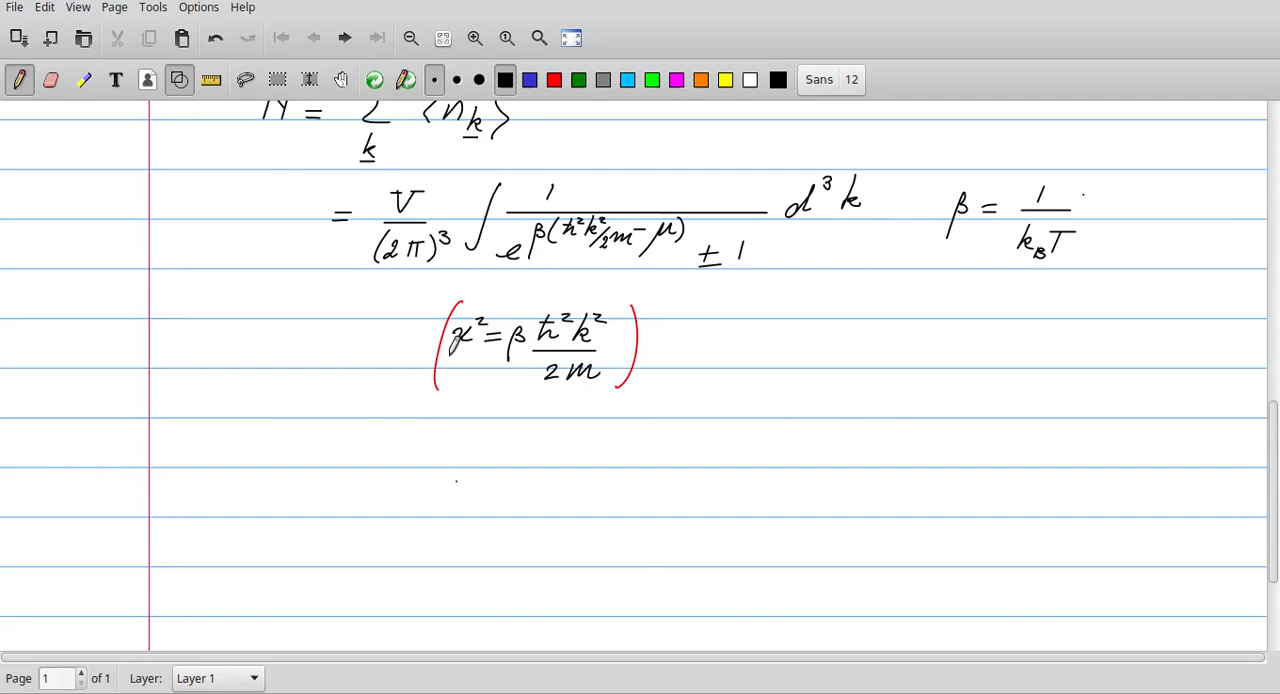 File Edit View Page Tools Options Help
Sans 12
N = Σ_k ⟨n_k⟩
= V/(2π)³ ∫ 1/(e^{β(ħ²k²/2m − μ)} ± 1) d³k β = 1/(k_B T)
(x² = β ħ²k²/2m)
Page 1 of 1 Layer: Layer 1